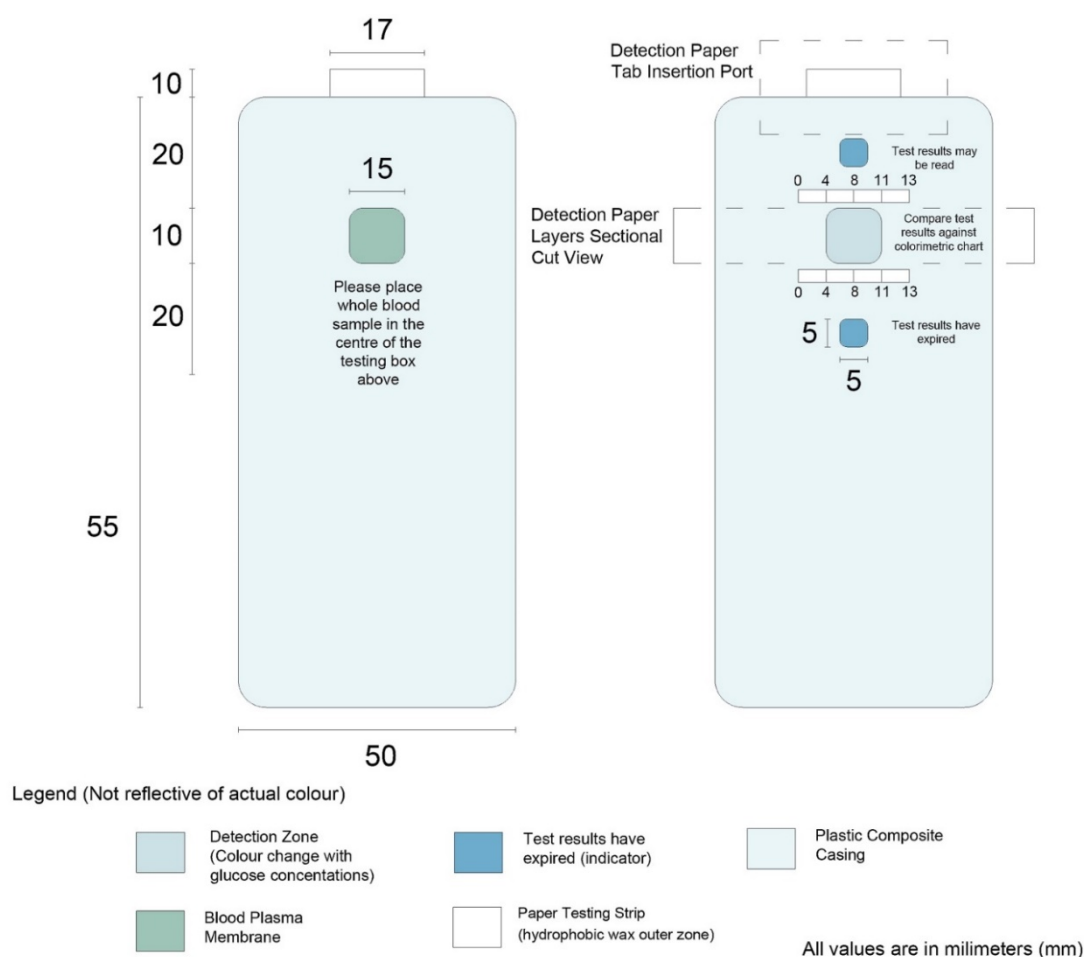 17
10
20
15
10
Please place
whole blood
sample in the
centre of the
testing box
above
20
55
50
Detection Paper
Tab Insertion Port
Test results may
be read
0 4 8 11 13
Detection Paper
Layers Sectional
Cut View
Compare test
results against
colorimetric chart
0 4 8 11 13
5
Test results have
expired
5
Legend (Not reflective of actual colour)
Detection Zone
(Colour change with
glucose concentations)
Test results have
expired (indicator)
Plastic Composite
Casing
Blood Plasma
Membrane
Paper Testing Strip
(hydrophobic wax outer zone)
All values are in milimeters (mm)